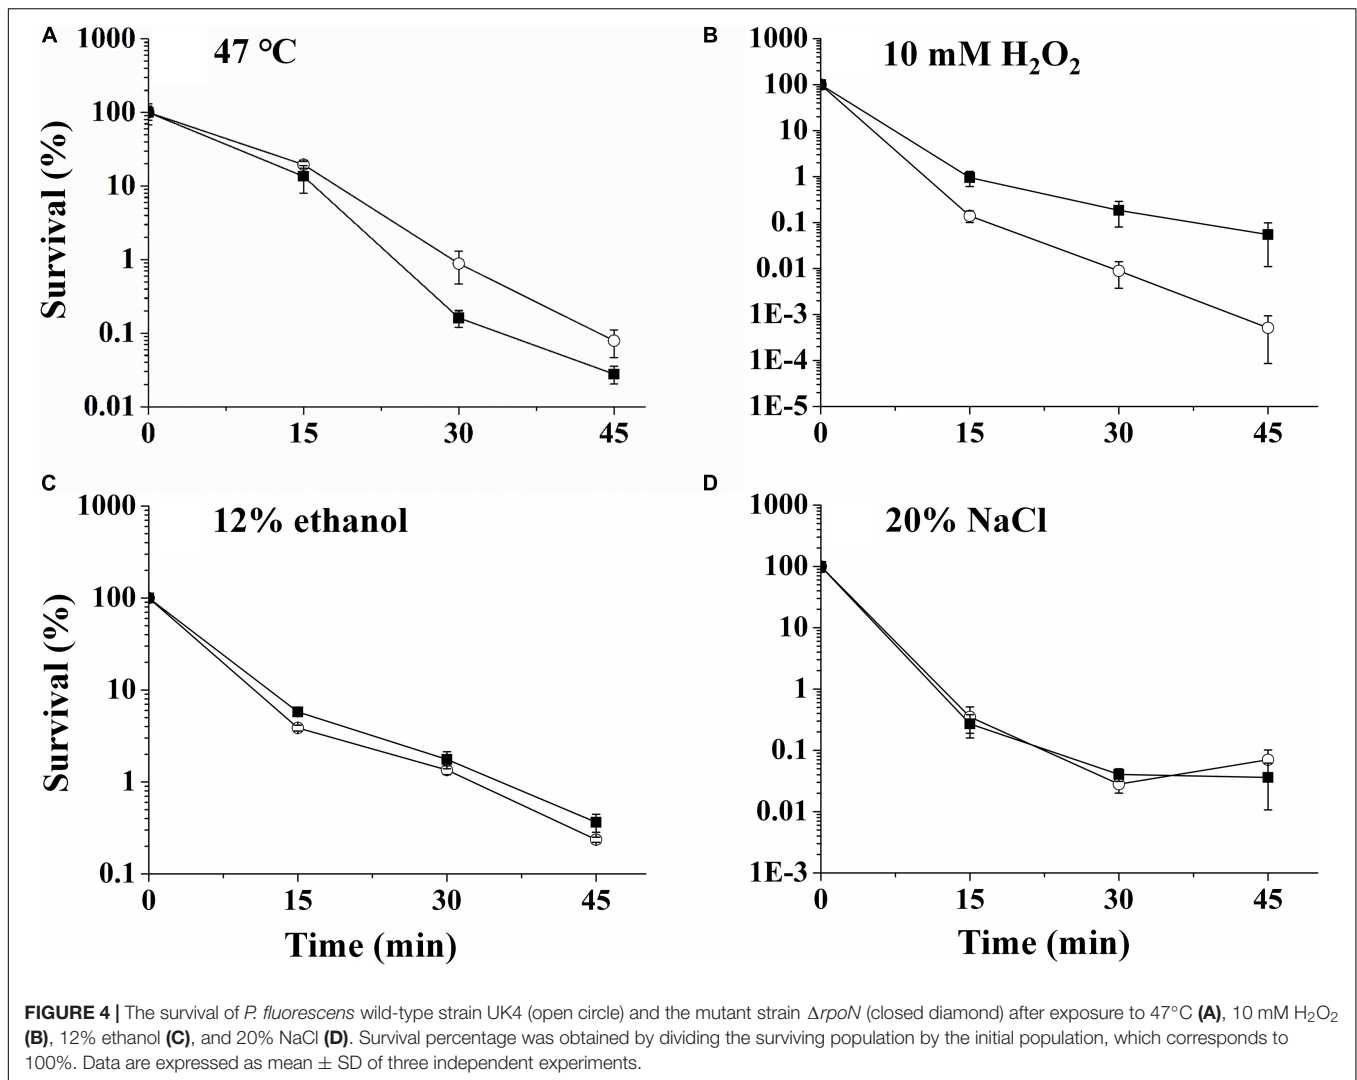 A
47 °C
Survival (%)
1000
100
10
1
0.1
0.01
0 15 30 45
B
10 mM H₂O₂
1000
100
10
1
0.1
0.01
1E-3
1E-4
1E-5
0 15 30 45
C
12% ethanol
Survival (%)
1000
100
10
1
0.1
0 15 30 45
Time (min)
D
20% NaCl
1000
100
10
1
0.1
0.01
1E-3
0 15 30 45
Time (min)
FIGURE 4 | The survival of P. fluorescens wild-type strain UK4 (open circle) and the mutant strain ΔrpoN (closed diamond) after exposure to 47°C (A), 10 mM H₂O₂
(B), 12% ethanol (C), and 20% NaCl (D). Survival percentage was obtained by dividing the surviving population by the initial population, which corresponds to
100%. Data are expressed as mean ± SD of three independent experiments.